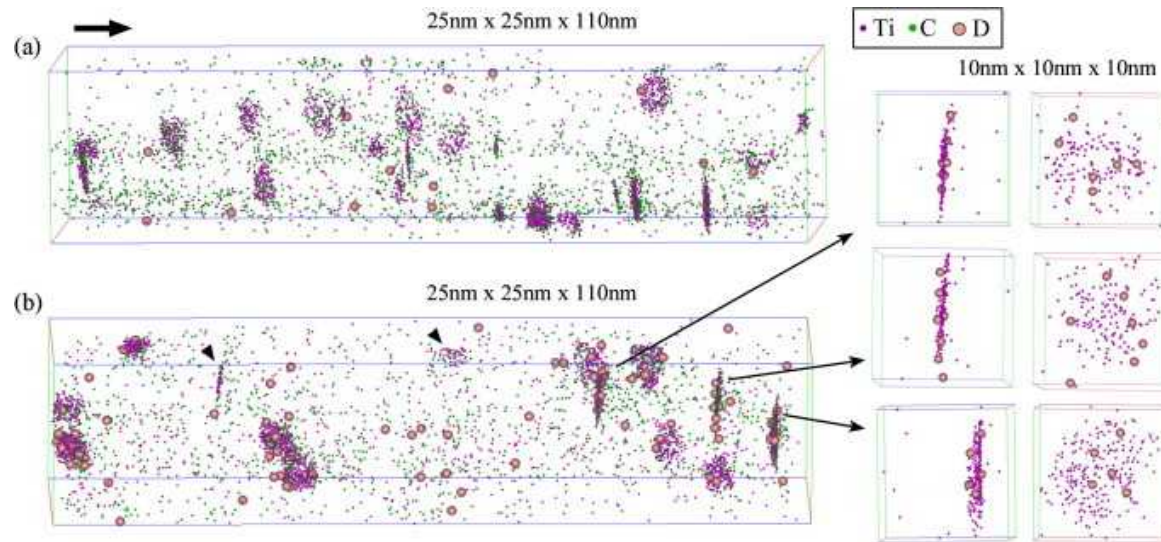 25nm x 25nm x 110nm
Ti C D
(a)
10nm x 10nm x 10nm
(b)
25nm x 25nm x 110nm